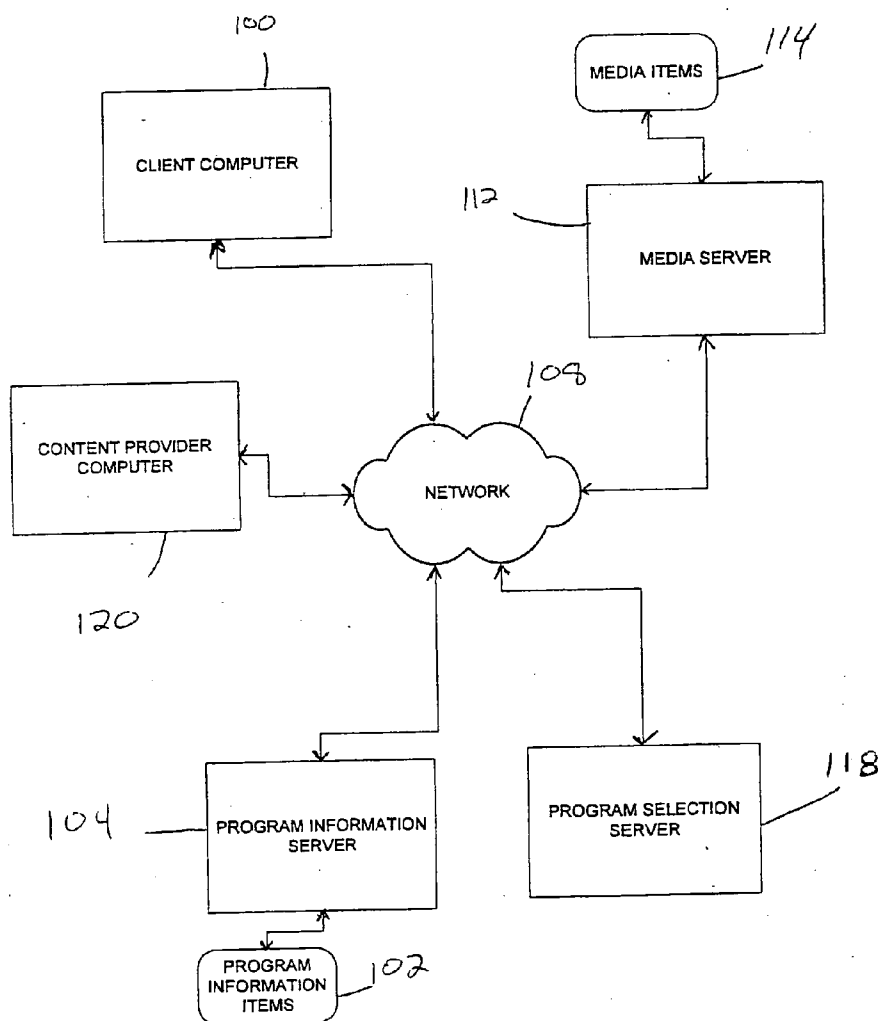 100
114
MEDIA ITEMS
CLIENT COMPUTER
112
MEDIA SERVER
108
CONTENT PROVIDER
COMPUTER
NETWORK
120
104
PROGRAM INFORMATION
SERVER
PROGRAM SELECTION
SERVER
118
PROGRAM
INFORMATION
ITEMS
102